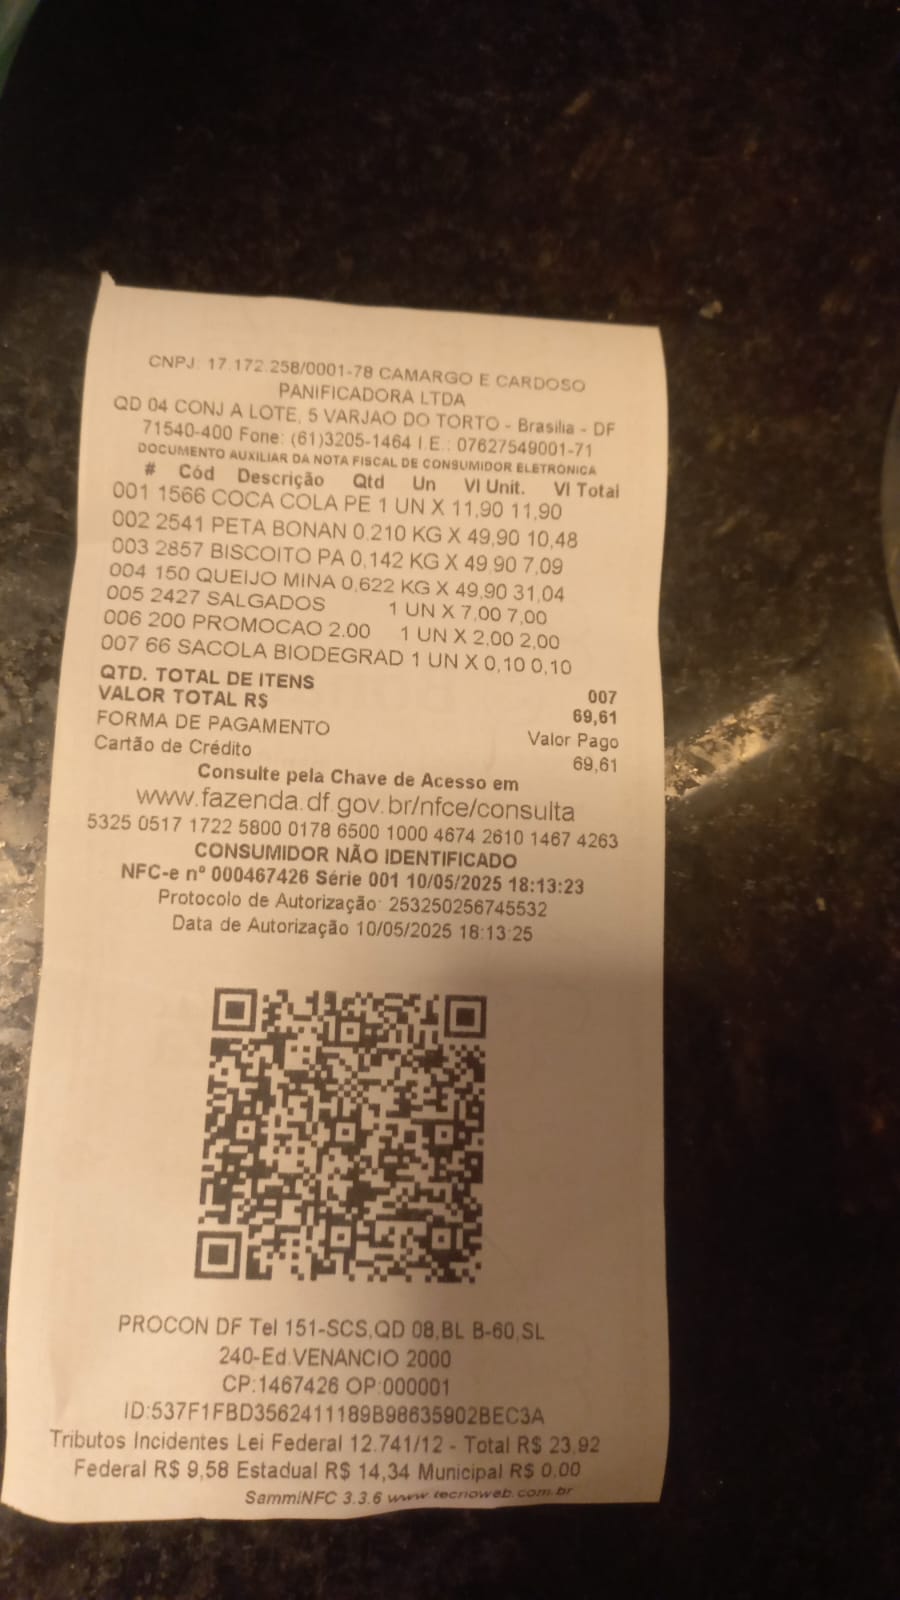 CNPJ: 17.172.258/0001-78 CAMARGO E CARDOSO
PANIFICADORA LTDA
QD 04 CONJ A LOTE, 5 VARJAO DO TORTO - Brasilia - DF
71540-400 Fone: (61)3205-1464 I.E.: 07627549001-71
DOCUMENTO AUXILIAR DA NOTA FISCAL DE CONSUMIDOR ELETRÔNICA
# Cód Descrição Qtd Un Vl Unit. Vl Total
001 1566 COCA COLA PE 1 UN X 11,90 11,90
002 2541 PETA BONAN 0.210 KG X 49,90 10,48
003 2857 BISCOITO PA 0,142 KG X 49,90 7,09
004 150 QUEIJO MINA 0,622 KG X 49,90 31,04
005 2427 SALGADOS 1 UN X 7,00 7,00
006 200 PROMOCAO 2.00 1 UN X 2,00 2,00
007 66 SACOLA BIODEGRAD 1 UN X 0,10 0,10
QTD. TOTAL DE ITENS 007
VALOR TOTAL R$ 69,61
FORMA DE PAGAMENTO Valor Pago
Cartão de Crédito 69,61
Consulte pela Chave de Acesso em
www.fazenda.df.gov.br/nfce/consulta
5325 0517 1722 5800 0178 6500 1000 4674 2610 1467 4263
CONSUMIDOR NÃO IDENTIFICADO
NFC-e nº 000467426 Série 001 10/05/2025 18:13:23
Protocolo de Autorização: 253250256745532
Data de Autorização 10/05/2025 18:13:25
PROCON DF Tel 151-SCS,QD 08,BL B-60,SL
240-Ed.VENANCIO 2000
CP:1467426 OP:000001
ID:537F1FBD3562411189B98635902BEC3A
Tributos Incidentes Lei Federal 12.741/12 - Total R$ 23,92
Federal R$ 9,58 Estadual R$ 14,34 Municipal R$ 0.00
SammiNFC 3.3.6 www.tecnoweb.com.br